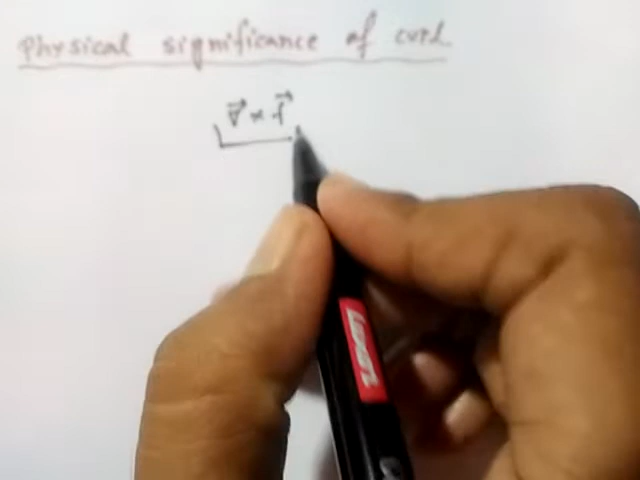 Physical significance of curl
∇⃗ × f⃗